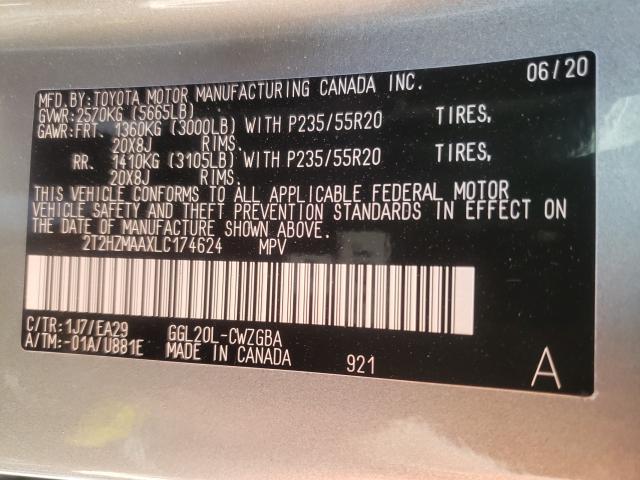 06/20
MFD.BY:TOYOTA MOTOR MANUFACTURING CANADA INC.
GVWR:2570KG (5665LB)
GAWR:FRT. 1360KG (3000LB) WITH P235/55R20 TIRES,
20X8J RIMS.
RR. 1410KG (3105LB) WITH P235/55R20 TIRES,
20X8J RIMS.
THIS VEHICLE CONFORMS TO ALL APPLICABLE FEDERAL MOTOR
VEHICLE SAFETY AND THEFT PREVENTION STANDARDS IN EFFECT ON
THE DATE OF MANUFACTURE SHOWN ABOVE.
2T2HZMAAXLC174624 MPV
C/TR:1J7/EA29 GGL20L-CWZGBA
A/TM:-01A/U881E MADE IN CANADA 921 A